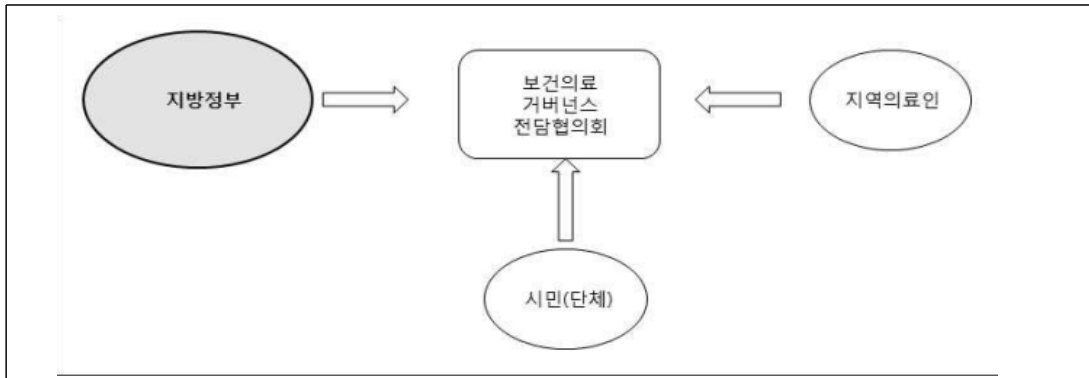 지방정부
보건의료
거버넌스
전담협의회
지역의료인
시민(단체)